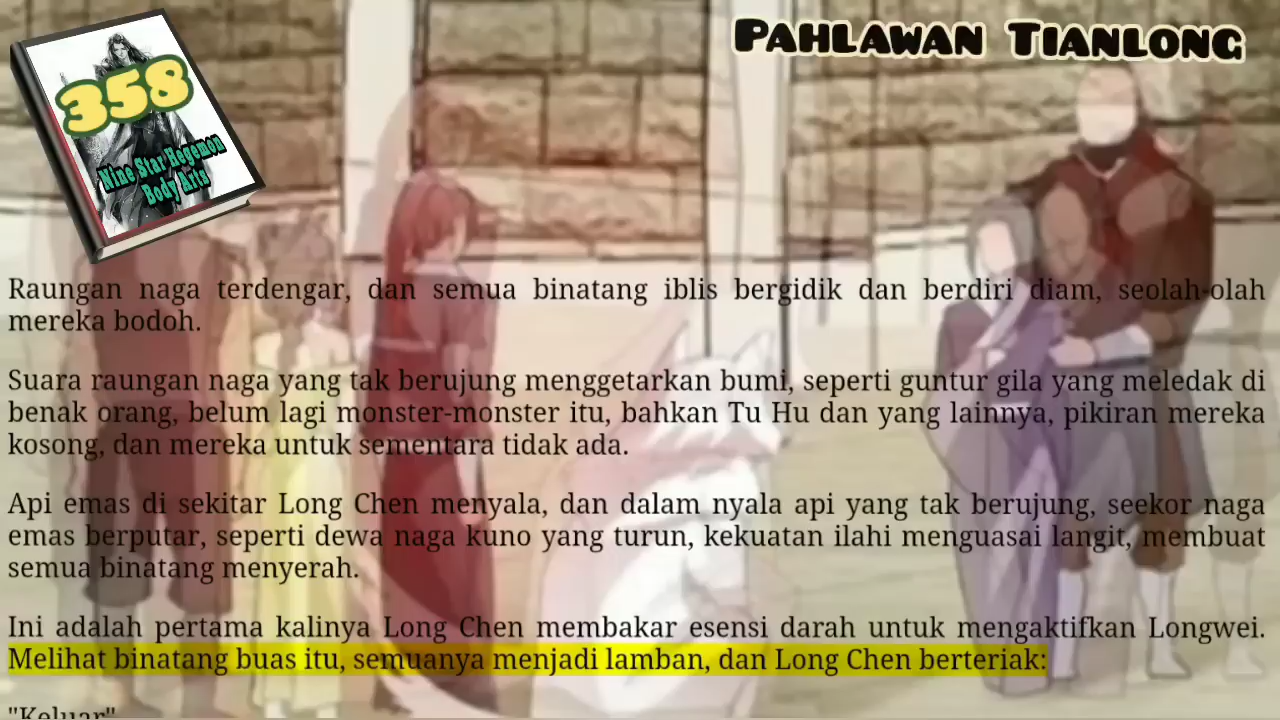 PAHLAWAN TIANLONG
358
Nine Star Hegemon
Body Arts
Raungan naga terdengar, dan semua binatang iblis bergidik dan berdiri diam, seolah-olah
mereka bodoh.
Suara raungan naga yang tak berujung menggetarkan bumi, seperti guntur gila yang meledak di
benak orang, belum lagi monster-monster itu, bahkan Tu Hu dan yang lainnya, pikiran mereka
kosong, dan mereka untuk sementara tidak ada.
Api emas di sekitar Long Chen menyala, dan dalam nyala api yang tak berujung, seekor naga
emas berputar, seperti dewa naga kuno yang turun, kekuatan ilahi menguasai langit, membuat
semua binatang menyerah.
Ini adalah pertama kalinya Long Chen membakar esensi darah untuk mengaktifkan Longwei.
Melihat binatang buas itu, semuanya menjadi lamban, dan Long Chen berteriak:
"Keluar"